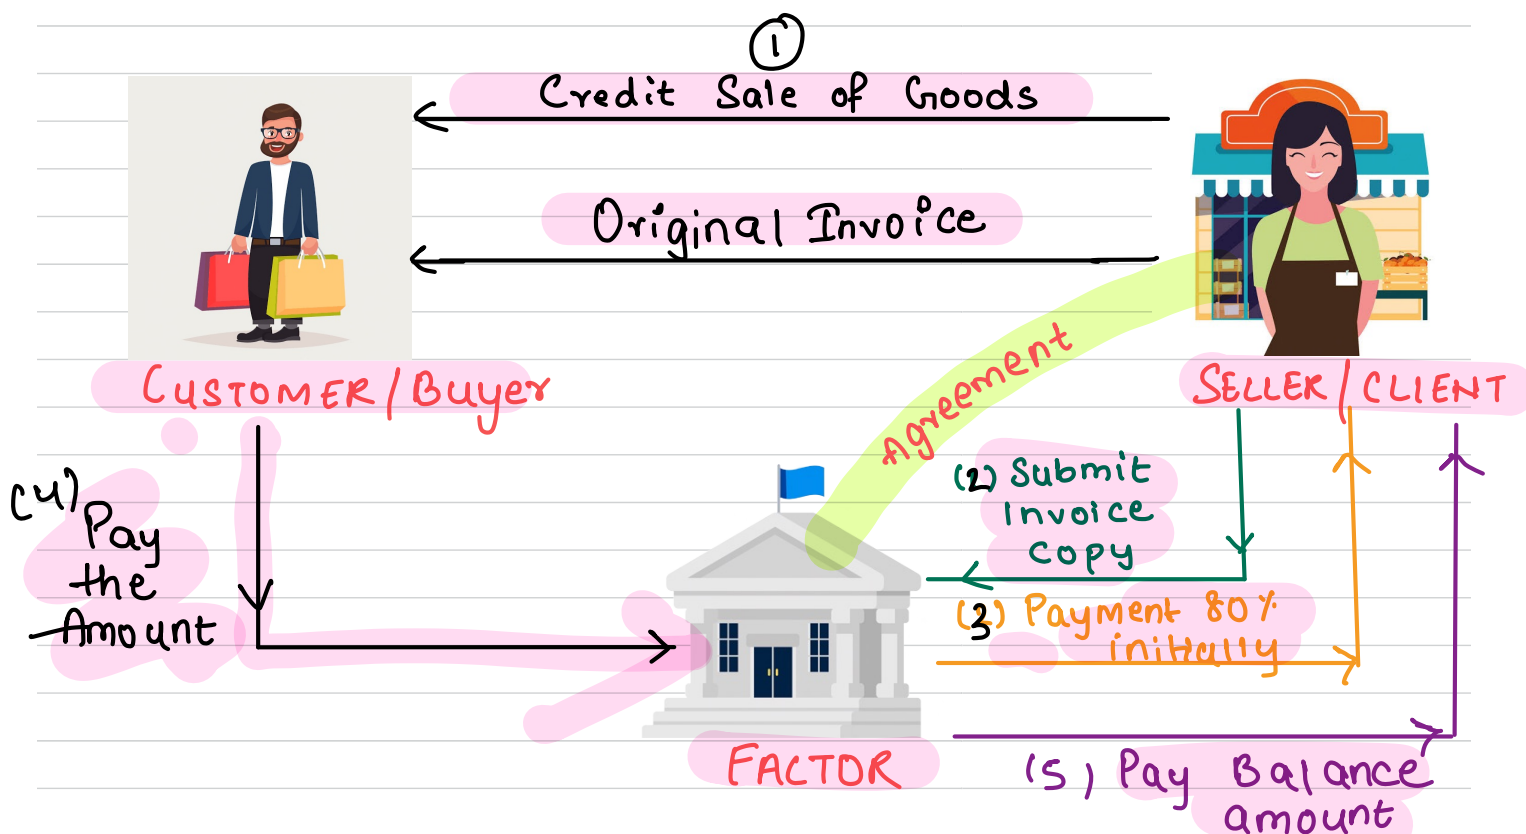 1
Credit Sale of Goods
Original Invoice
CUSTOMER/Buyer
SELLER/CLIENT
Agreement
(2) Submit
Invoice
copy
(3) Payment 80%
initially
(4)
Pay
the
Amount
FACTOR
(5) Pay Balance
amount